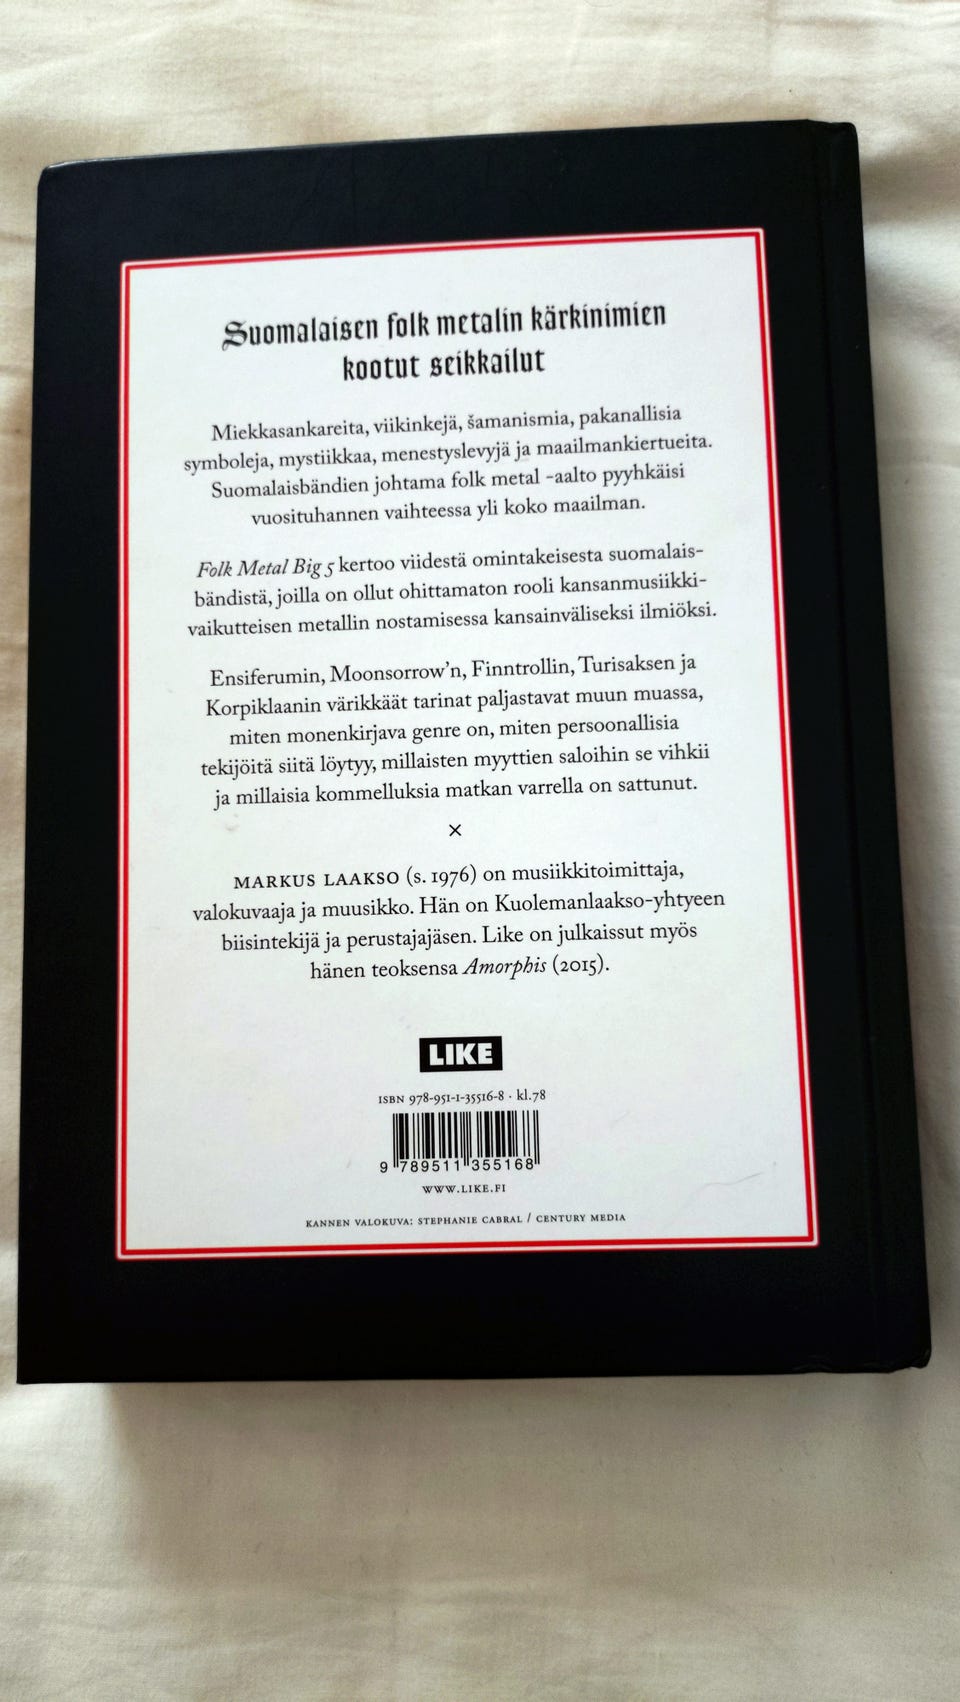 Suomalaisen folk metalin kärkinimien
kootut seikkailut
Miekkasankareita, viikinkejä, šamanismia, pakanallisia
symboleja, mystiikkaa, menestyslevyjä ja maailmankiertueita.
Suomalaisbändien johtama folk metal -aalto pyyhkäisi
vuosituhannen vaihteessa yli koko maailman.
Folk Metal Big 5 kertoo viidestä omintakeisesta suomalais-
bändistä, joilla on ollut ohittamaton rooli kansanmusiikki-
vaikutteisen metallin nostamisessa kansainväliseksi ilmiöksi.
Ensiferumin, Moonsorrow'n, Finntrollin, Turisaksen ja
Korpiklaanin värikkäät tarinat paljastavat muun muassa,
miten monenkirjava genre on, miten persoonallisia
tekijöitä siitä löytyy, millaisten myyttien saloihin se vihkii
ja millaisia kommelluksia matkan varrella on sattunut.
×
MARKUS LAAKSO (s. 1976) on musiikkitoimittaja,
valokuvaaja ja muusikko. Hän on Kuolemanlaakso-yhtyeen
biisintekijä ja perustajajäsen. Like on julkaissut myös
hänen teoksensa Amorphis (2015).
LIKE
ISBN 978-951-1-35516-8 · kl.78
9 789511 355168
WWW.LIKE.FI
KANNEN VALOKUVA: STEPHANIE CABRAL / CENTURY MEDIA